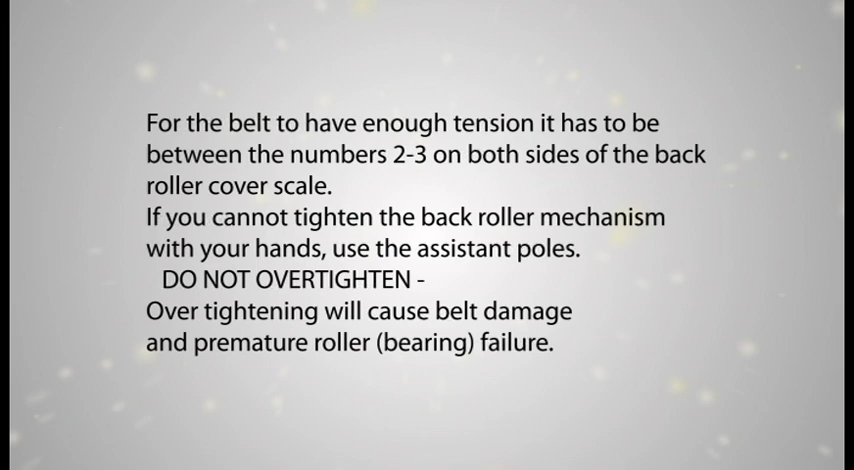 For the belt to have enough tension it has to be
between the numbers 2-3 on both sides of the back
roller cover scale.
If you cannot tighten the back roller mechanism
with your hands, use the assistant poles.
DO NOT OVERTIGHTEN -
Over tightening will cause belt damage
and premature roller (bearing) failure.